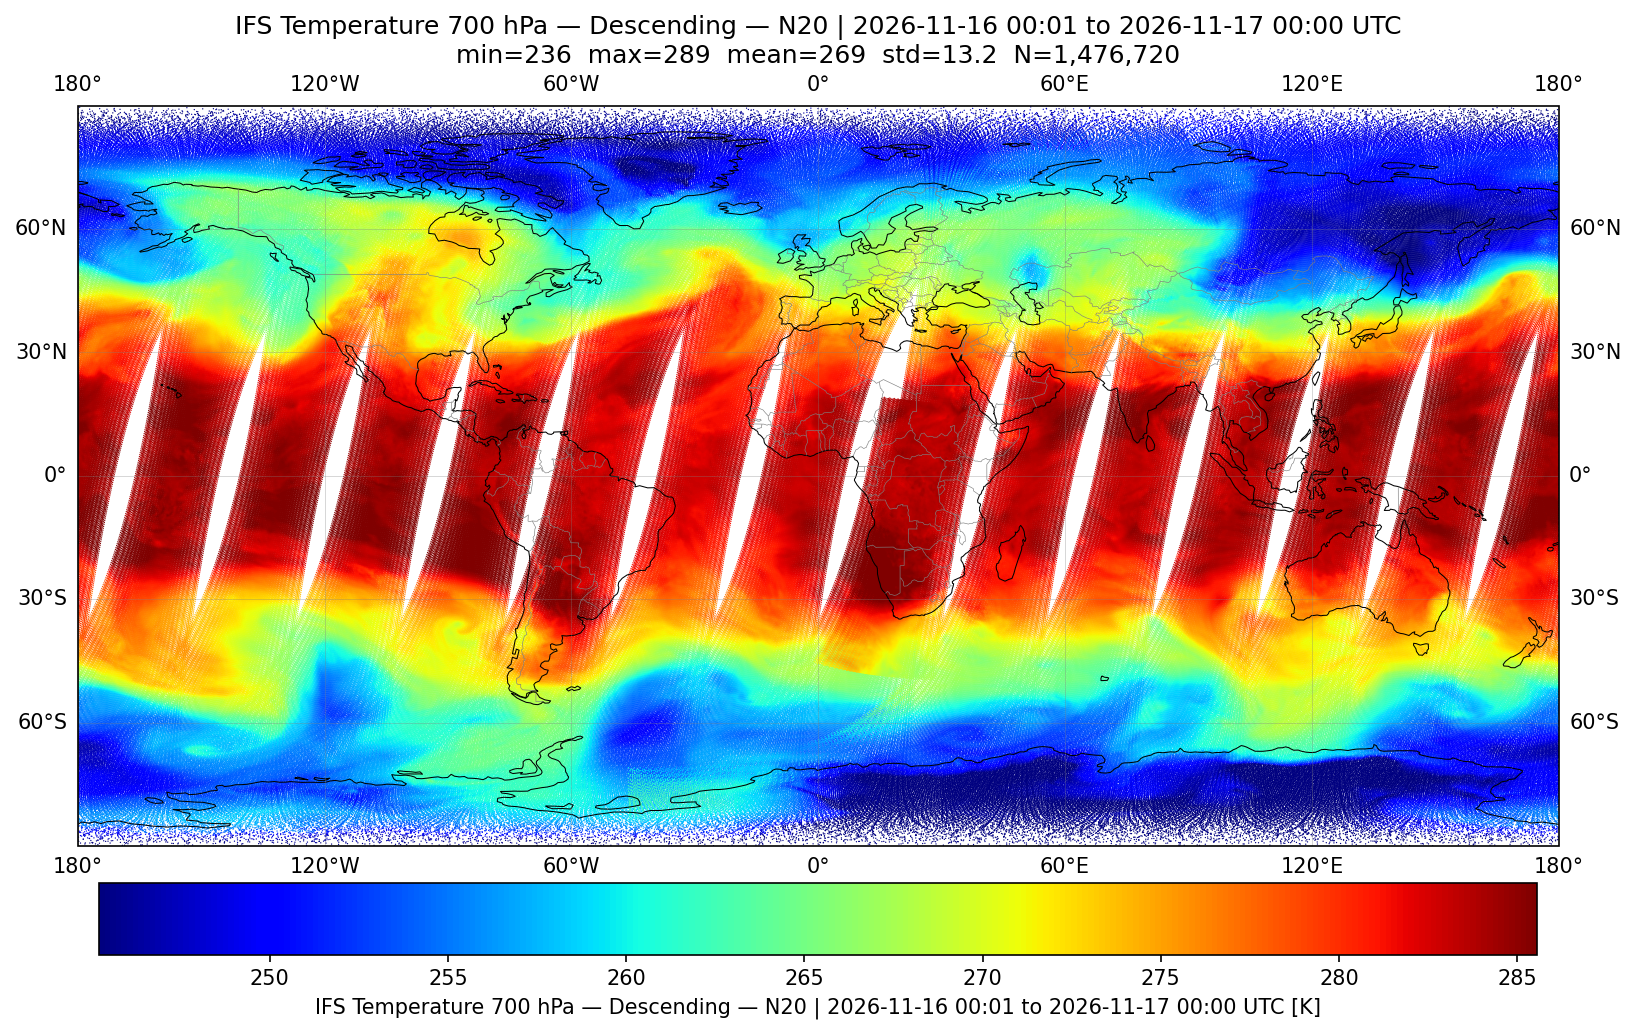 IFS Temperature 700 hPa — Descending — N20 | 2026-11-16 00:01 to 2026-11-17 00:00 UTC
min=236 max=289 mean=269 std=13.2 N=1,476,720
180° 120°W 60°W 0° 60°E 120°E 180°
60°N 60°N
30°N 30°N
0° 0°
30°S 30°S
60°S 60°S
180° 120°W 60°W 0° 60°E 120°E 180°
250 255 260 265 270 275 280 285
IFS Temperature 700 hPa — Descending — N20 | 2026-11-16 00:01 to 2026-11-17 00:00 UTC [K]